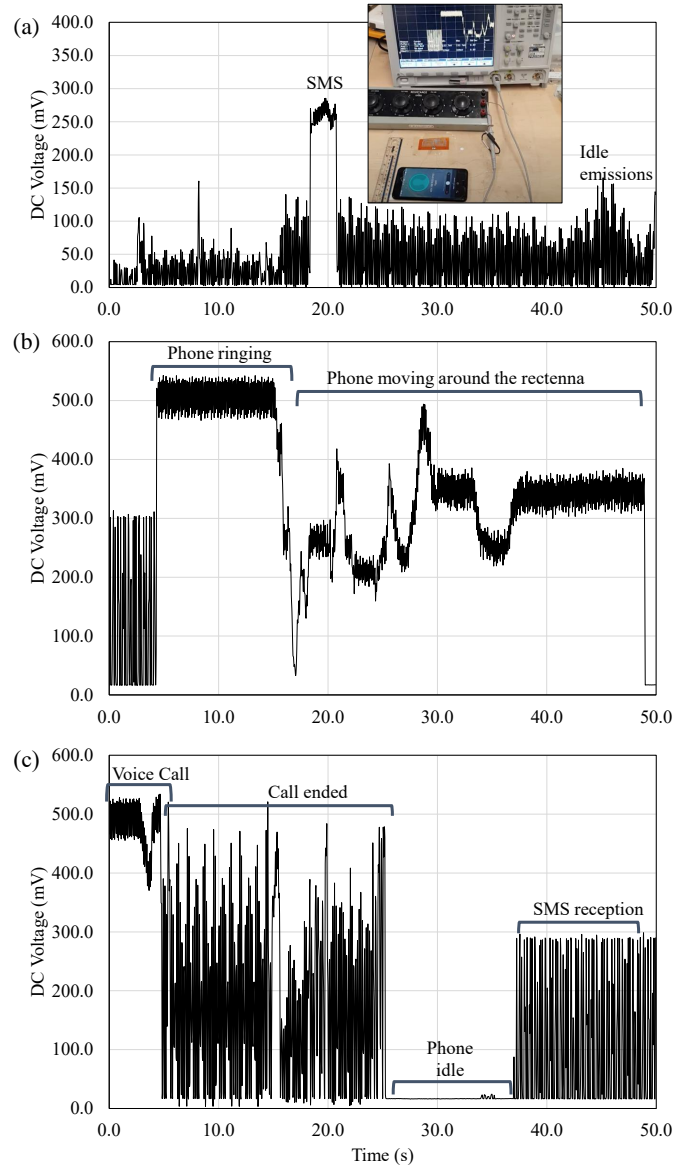 (a)
400.0
350.0
300.0
250.0
200.0
150.0
100.0
50.0
0.0
DC Voltage (mV)
SMS
Idle
emissions
0.0 10.0 20.0 30.0 40.0 50.0
(b)
600.0
500.0
400.0
300.0
200.0
100.0
0.0
DC Voltage (mV)
Phone ringing
Phone moving around the rectenna
0.0 10.0 20.0 30.0 40.0 50.0
(c)
600.0
500.0
400.0
300.0
200.0
100.0
0.0
DC Voltage (mV)
Voice Call
Call ended
SMS reception
Phone
idle
0.0 10.0 20.0 30.0 40.0 50.0
Time (s)